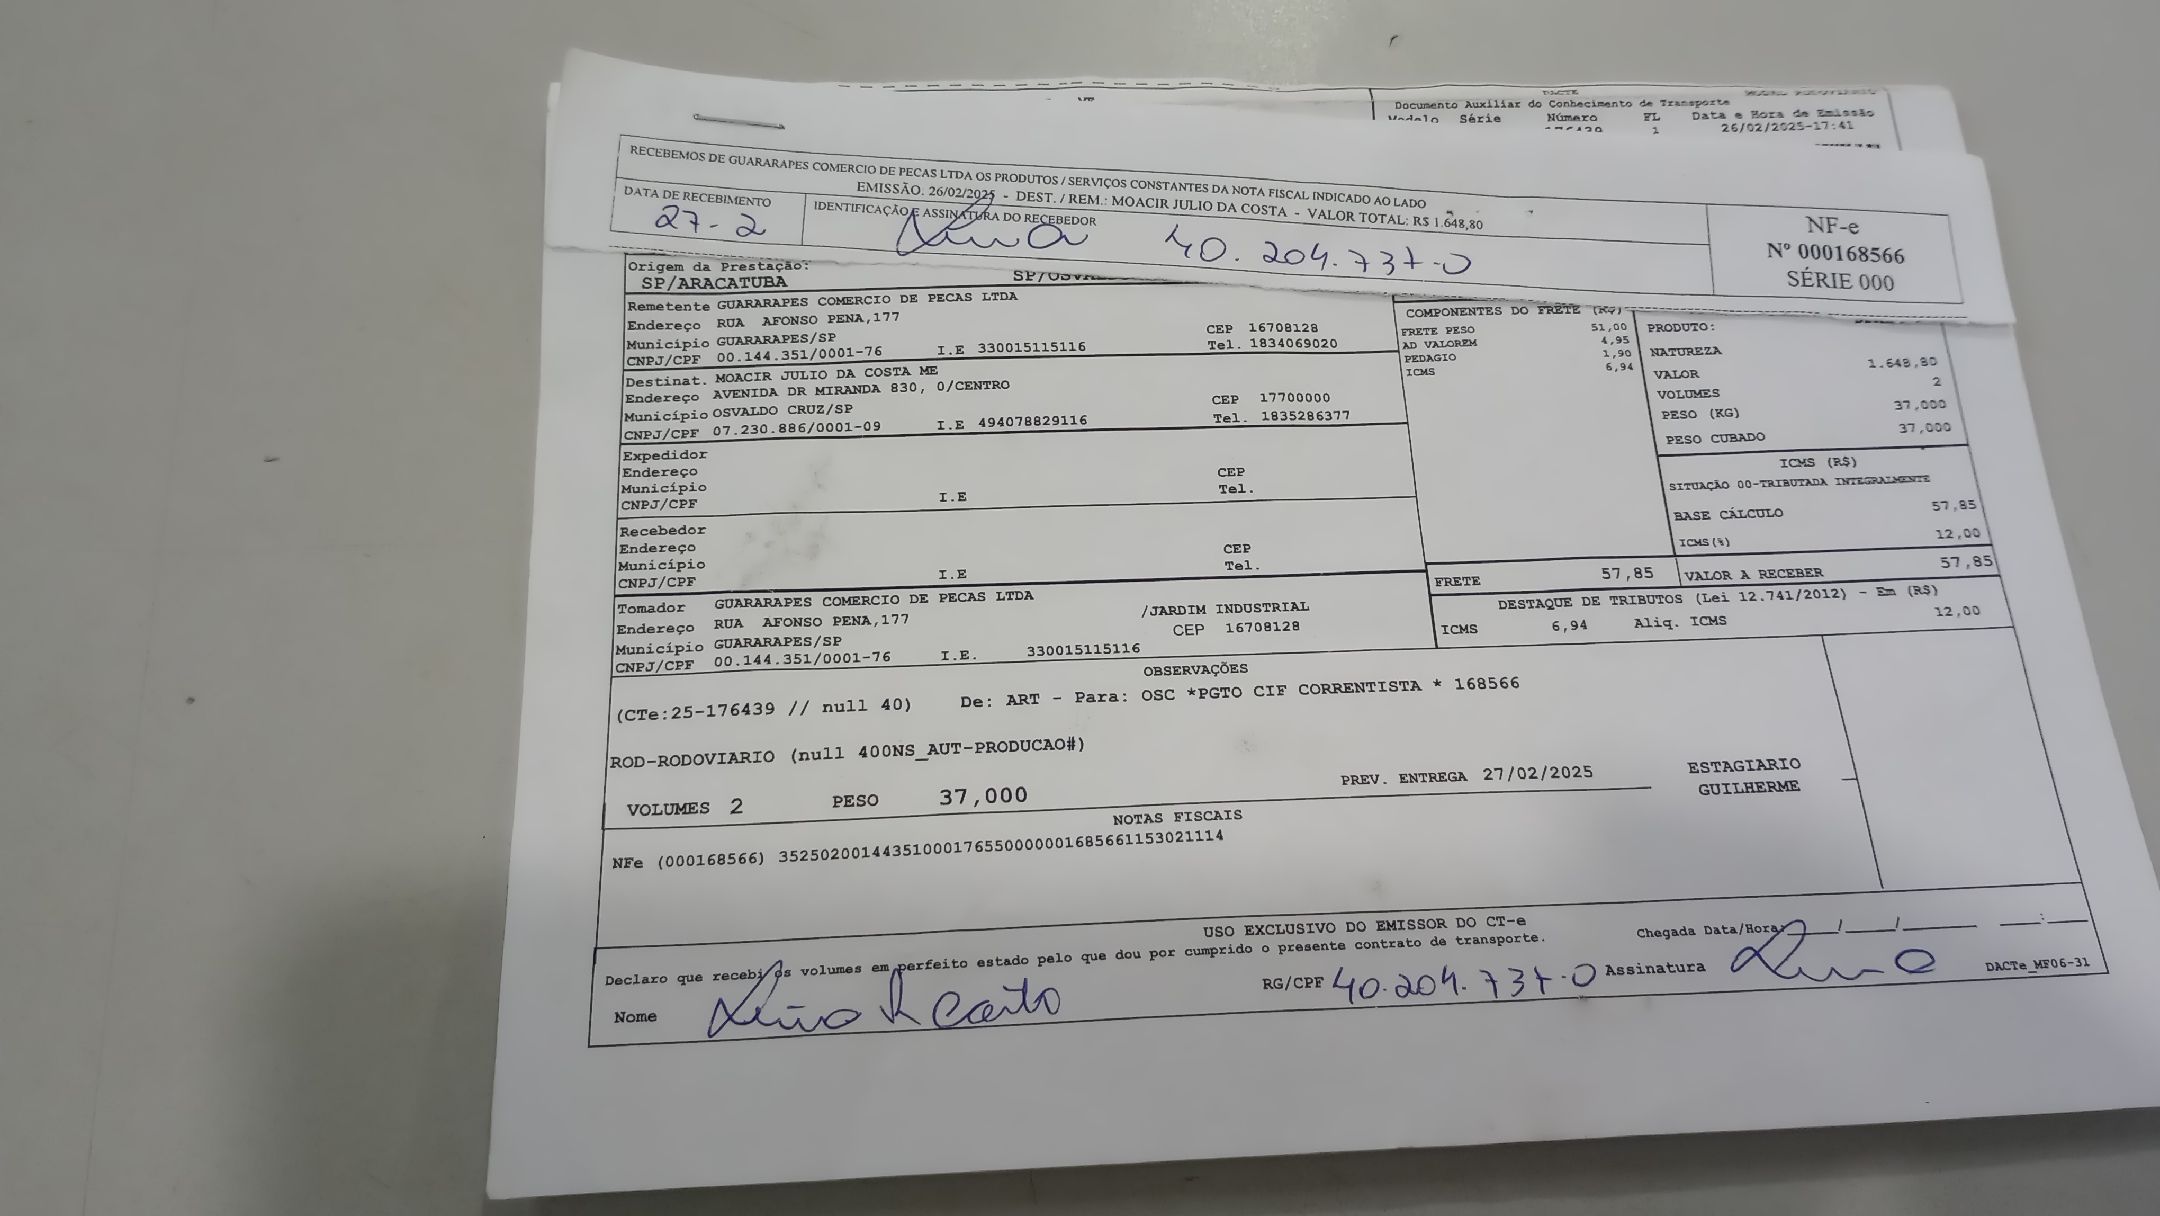 DACTE
Documento Auxiliar do Conhecimento de Transporte
Modelo Série Número FL Data e Hora de Emissão
176439 1 26/02/2025-17:41
RECEBEMOS DE GUARARAPES COMERCIO DE PECAS LTDA OS PRODUTOS / SERVIÇOS CONSTANTES DA NOTA FISCAL INDICADO AO LADO
EMISSÃO. 26/02/2025 - DEST. / REM.: MOACIR JULIO DA COSTA - VALOR TOTAL: R$ 1.648,80
DATA DE RECEBIMENTO
27-2
IDENTIFICAÇÃO E ASSINATURA DO RECEBEDOR
40.204.737-0
NF-e
Nº 000168566
SÉRIE 000
Origem da Prestação:
SP/ARACATUBA
Remetente GUARARAPES COMERCIO DE PECAS LTDA
Endereço RUA AFONSO PENA,177
Município GUARARAPES/SP CEP 16708128
CNPJ/CPF 00.144.351/0001-76 I.E 330015115116 Tel. 1834069020
Destinat. MOACIR JULIO DA COSTA ME
Endereço AVENIDA DR MIRANDA 830, 0/CENTRO
Município OSVALDO CRUZ/SP CEP 17700000
CNPJ/CPF 07.230.886/0001-09 I.E 494078829116 Tel. 1835286377
Expedidor
Endereço
Município CEP
CNPJ/CPF I.E Tel.
Recebedor
Endereço
Município CEP
CNPJ/CPF I.E Tel.
Tomador GUARARAPES COMERCIO DE PECAS LTDA
Endereço RUA AFONSO PENA,177 /JARDIM INDUSTRIAL
Município GUARARAPES/SP CEP 16708128
CNPJ/CPF 00.144.351/0001-76 I.E. 330015115116
COMPONENTES DO FRETE (R$)
FRETE PESO 51,00
AD VALOREM 4,95
PEDAGIO 1,90
ICMS 6,94
PRODUTO:
NATUREZA
VALOR 1.648,80
VOLUMES 2
PESO (KG) 37,000
PESO CUBADO 37,000
ICMS (R$)
SITUAÇÃO 00-TRIBUTADA INTEGRALMENTE
BASE CÁLCULO 57,85
ICMS(%) 12,00
FRETE 57,85 VALOR A RECEBER 57,85
DESTAQUE DE TRIBUTOS (Lei 12.741/2012) - Em (R$)
ICMS 6,94 Aliq. ICMS 12,00
OBSERVAÇÕES
(CTe:25-176439 // null 40) De: ART - Para: OSC *PGTO CIF CORRENTISTA * 168566
ROD-RODOVIARIO (null 400NS_AUT-PRODUCAO#)
VOLUMES 2 PESO 37,000 PREV. ENTREGA 27/02/2025
ESTAGIARIO
GUILHERME
NOTAS FISCAIS
NFe (000168566) 35250200144351000176550000001685661153021114
USO EXCLUSIVO DO EMISSOR DO CT-e
Declaro que recebi os volumes em perfeito estado pelo que dou por cumprido o presente contrato de transporte.
Chegada Data/Hora: / / :
Nome RG/CPF 40.204.737-0 Assinatura DACTe_MF06-31